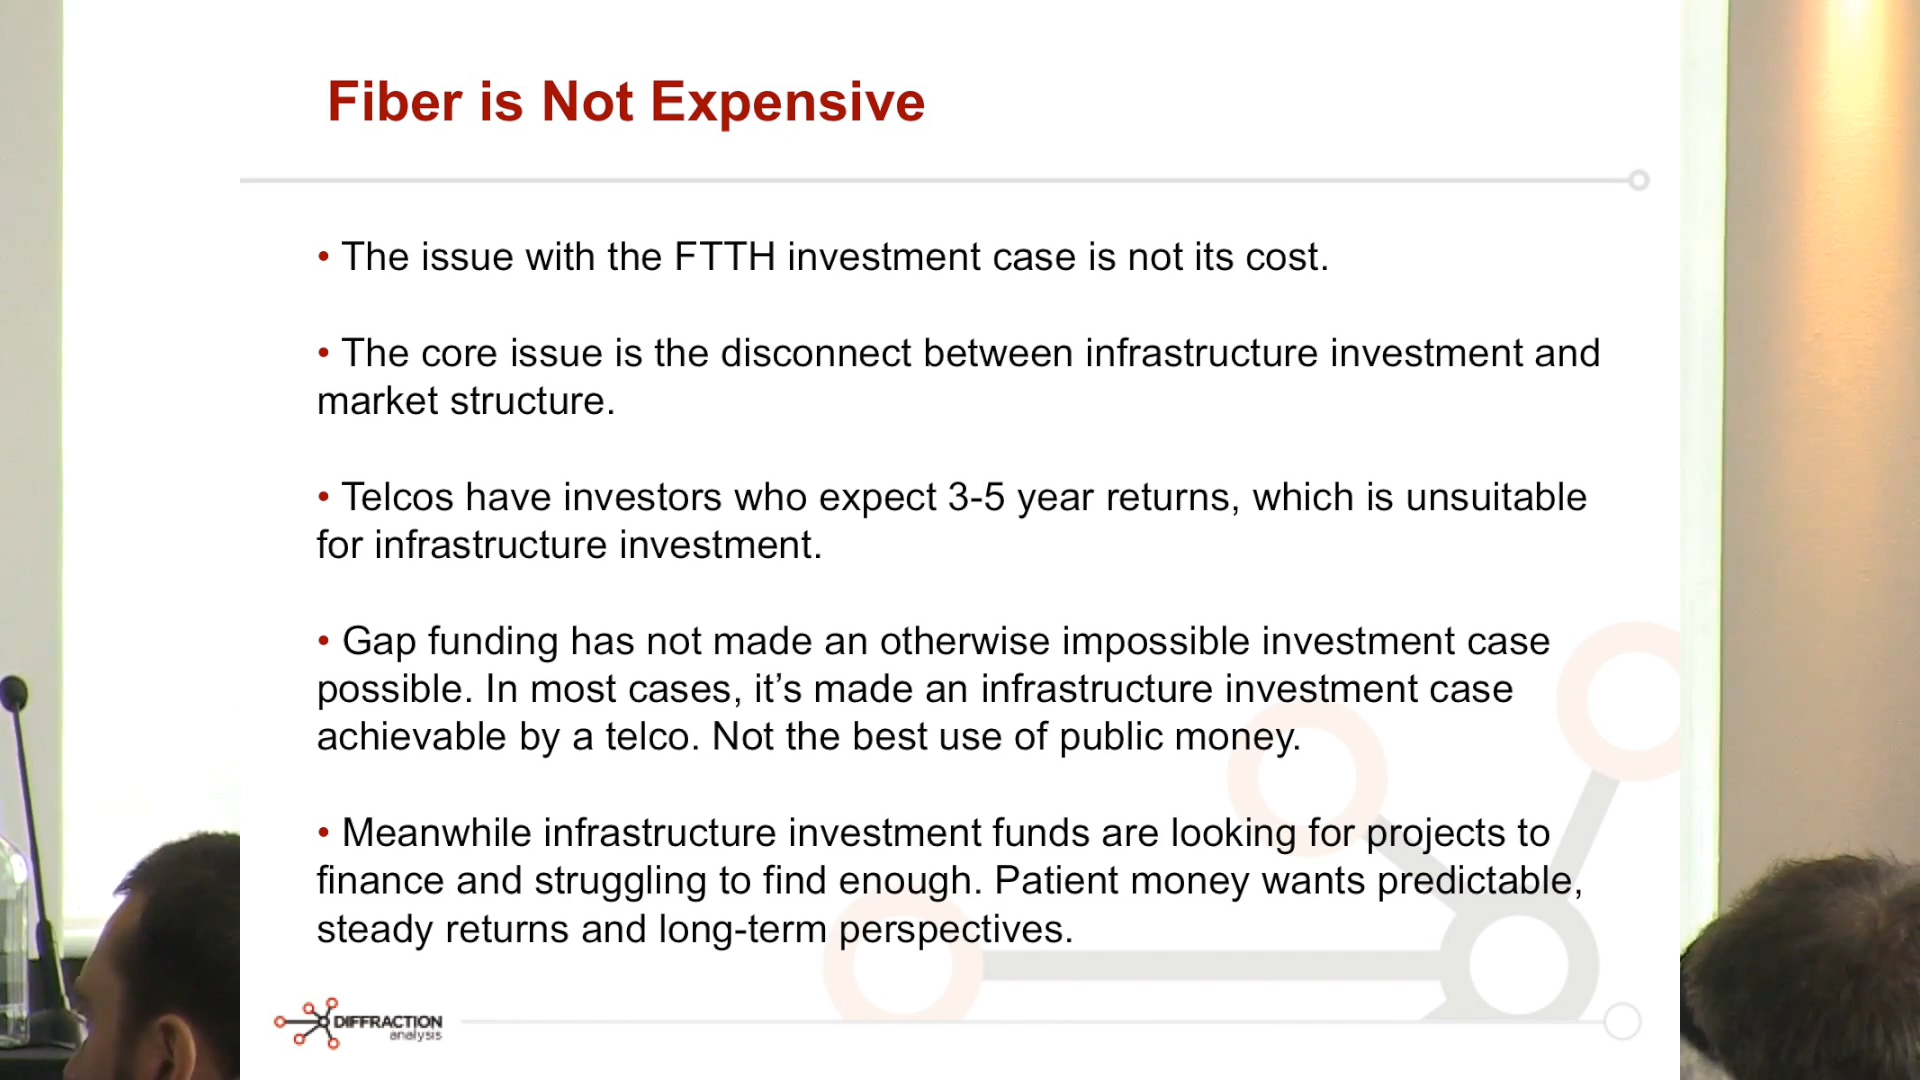 Fiber is Not Expensive
• The issue with the FTTH investment case is not its cost.
• The core issue is the disconnect between infrastructure investment and
market structure.
• Telcos have investors who expect 3-5 year returns, which is unsuitable
for infrastructure investment.
• Gap funding has not made an otherwise impossible investment case
possible. In most cases, it’s made an infrastructure investment case
achievable by a telco. Not the best use of public money.
• Meanwhile infrastructure investment funds are looking for projects to
finance and struggling to find enough. Patient money wants predictable,
steady returns and long-term perspectives.
DIFFRACTION
analysis